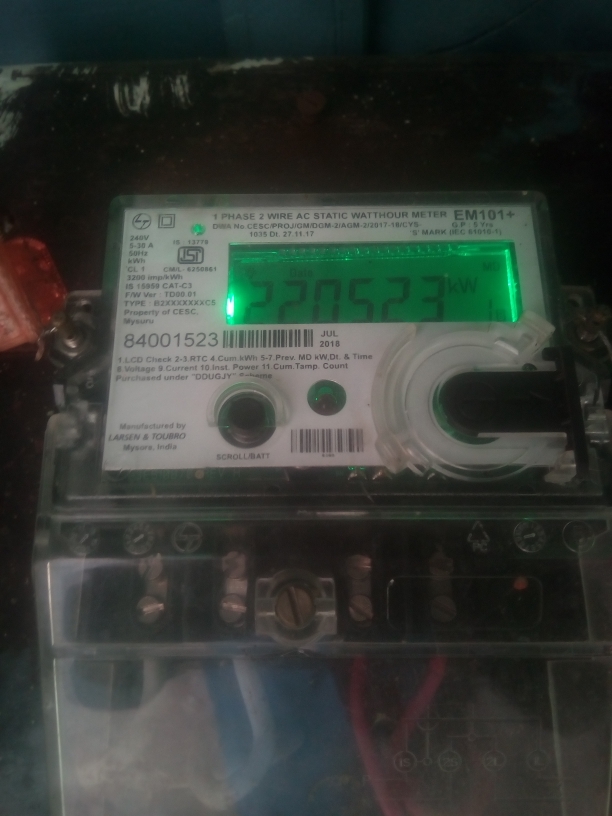 1 PHASE 2 WIRE AC STATIC WATTHOUR METER EM101+
DWA No.CESC/PROJ/GM/DGM-2/AGM-2/2017-18/CYS- G.P : 5 Yrs
1035 Dt. 27.11.17 'S' MARK (IEC 61010-1)
240V
5-30 A
50Hz
kWh
CL 1
3200 imp/kWh
IS 15959 CAT-C3
F/W Ver : TD00.01
TYPE : B2XXXXXXXC5
Property of CESC,
Mysuru
IS : 13779
CM/L- 6250961
220523 kW
84001523
JUL
2018
1.LCD Check 2-3.RTC 4.Cum.kWh 5-7.Prev. MD kW,Dt. & Time
8.Voltage 9.Current 10.Inst. Power 11.Cum.Tamp. Count
Purchased under "DDUGJY" Scheme
Manufactured by
LARSEN & TOUBRO
Mysore, India
SCROLL/BATT